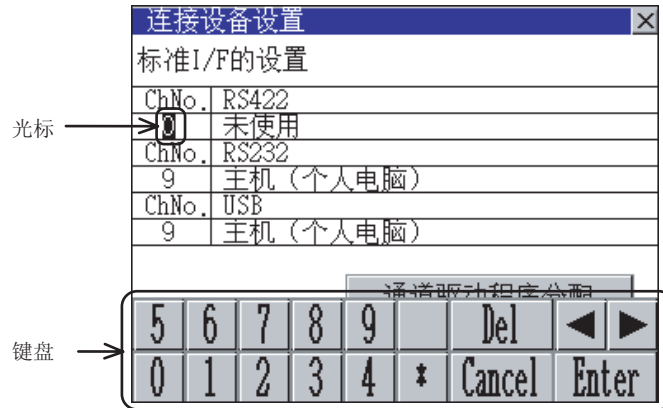 连接设备设置 ×
标准I/F的设置
ChNo. RS422
光标 0 未使用
ChNo. RS232
9 主机（个人电脑）
ChNo. USB
9 主机（个人电脑）
通道驱动程序分配
5 6 7 8 9 Del ◀ ▶
键盘
0 1 2 3 4 * Cancel Enter